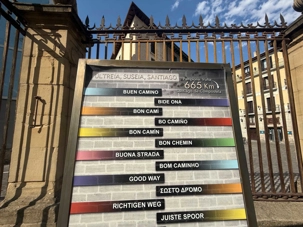 ULTREIA, SUSEIA, SANTIAGO
665 Km
BUEN CAMINO
BIDE ONA
BON CAMÍ
BO CAMIÑO
BON CAMIN
BON CHEMIN
BUONA STRADA
BOM CAMINHO
GOOD WAY
ΣΩΣΤΟ ΔΡΟΜΟ
RICHTIGEN WEG
JUISTE SPOOR